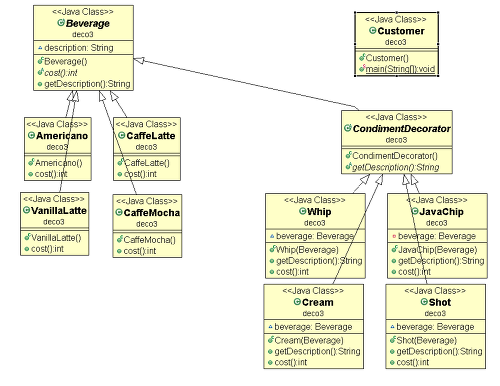 <<Java Class>>
Beverage
deco3
description: String
Beverage()
cost():int
getDescription():String
<<Java Class>>
Customer
deco3
Customer()
main(String[]):void
<<Java Class>>
Americano
deco3
Americano()
cost():int
<<Java Class>>
CaffeLatte
deco3
CaffeLatte()
cost():int
<<Java Class>>
CondimentDecorator
deco3
CondimentDecorator()
getDescription():String
<<Java Class>>
VanillaLatte
deco3
VanillaLatte()
cost():int
<<Java Class>>
CaffeMocha
deco3
CaffeMocha()
cost():int
<<Java Class>>
Whip
deco3
beverage: Beverage
Whip(Beverage)
getDescription():String
cost():int
<<Java Class>>
JavaChip
deco3
beverage: Beverage
JavaChip(Beverage)
getDescription():String
cost():int
<<Java Class>>
Cream
deco3
beverage: Beverage
Cream(Beverage)
getDescription():String
cost():int
<<Java Class>>
Shot
deco3
beverage: Beverage
Shot(Beverage)
getDescription():String
cost():int